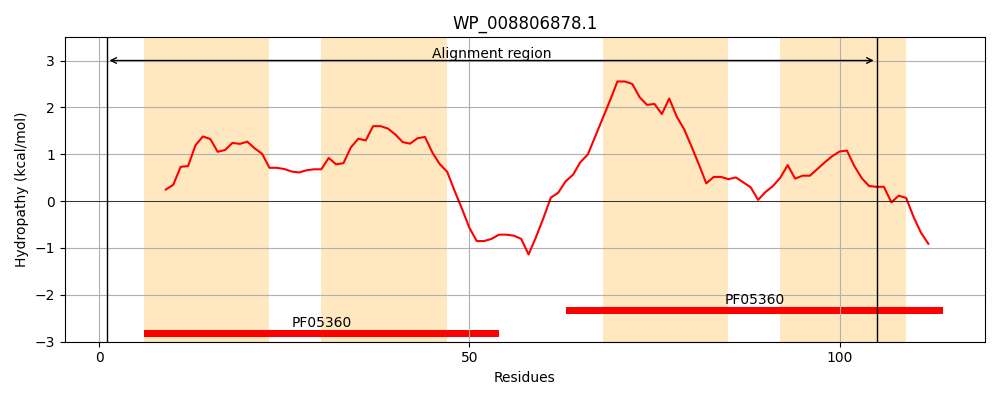 WP_008806878.1
Alignment region
Hydropathy (kcal/mol)
3
2
1
0
−1
−2
−3
PF05360
PF05360
0
50
100
Residues